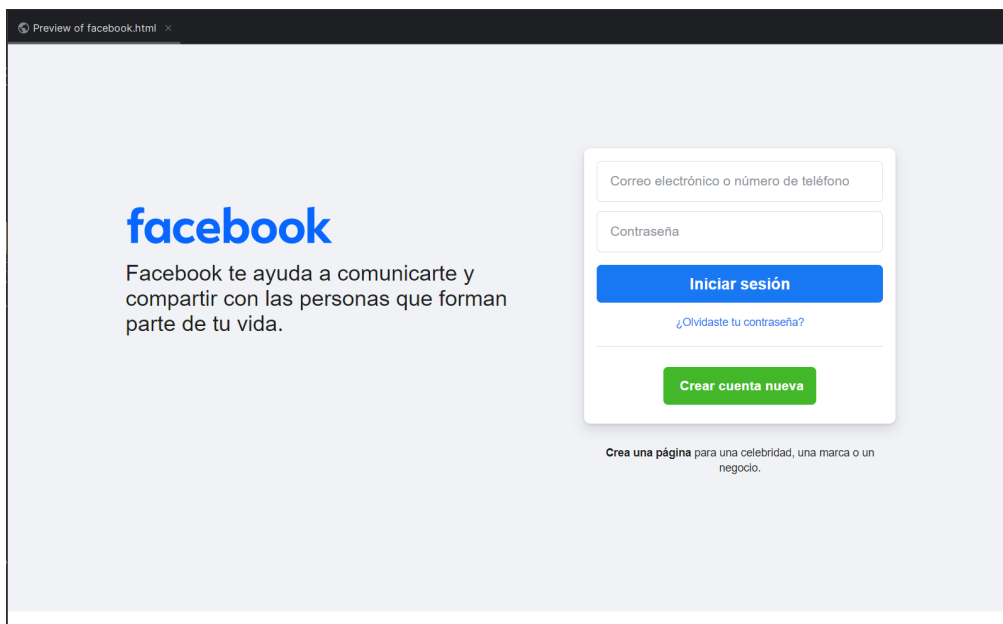 Preview of facebook.html
facebook
Facebook te ayuda a comunicarte y
compartir con las personas que forman
parte de tu vida.
Correo electrónico o número de teléfono
Contraseña
Iniciar sesión
¿Olvidaste tu contraseña?
Crear cuenta nueva
Crea una página para una celebridad, una marca o un
negocio.